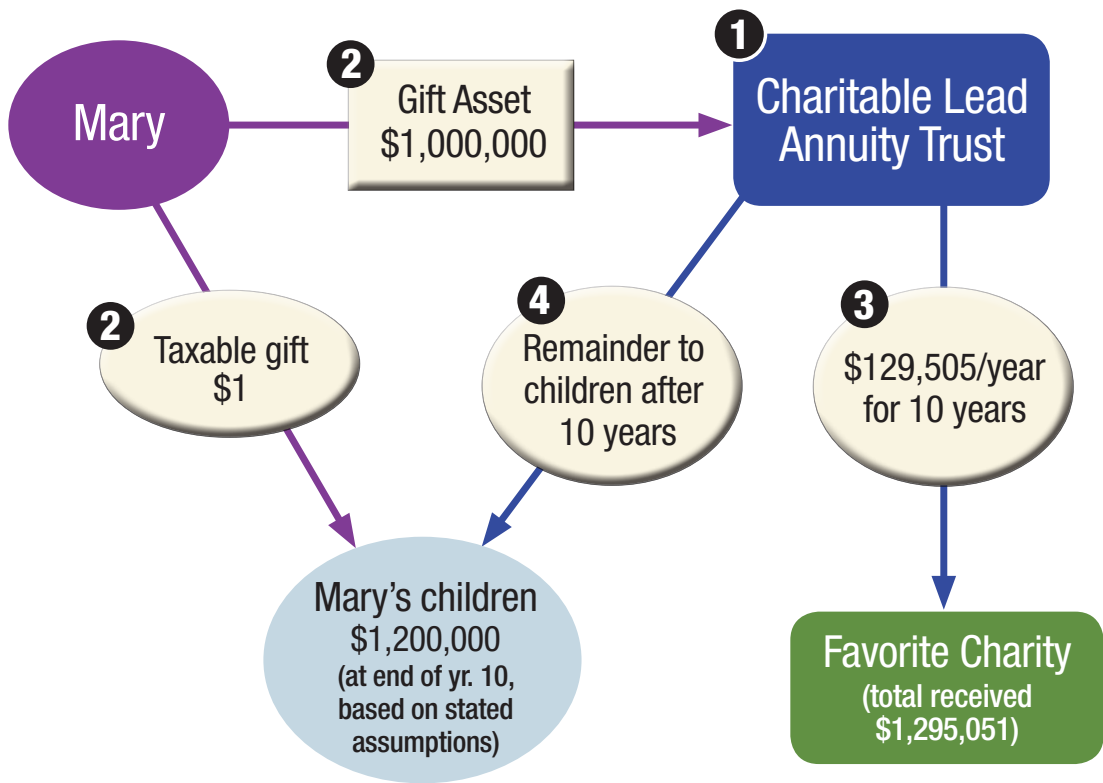 Mary
2
Gift Asset
$1,000,000
1
Charitable Lead
Annuity Trust
2
Taxable gift
$1
4
Remainder to
children after
10 years
3
$129,505/year
for 10 years
Mary’s children
$1,200,000
(at end of yr. 10,
based on stated
assumptions)
Favorite Charity
(total received
$1,295,051)